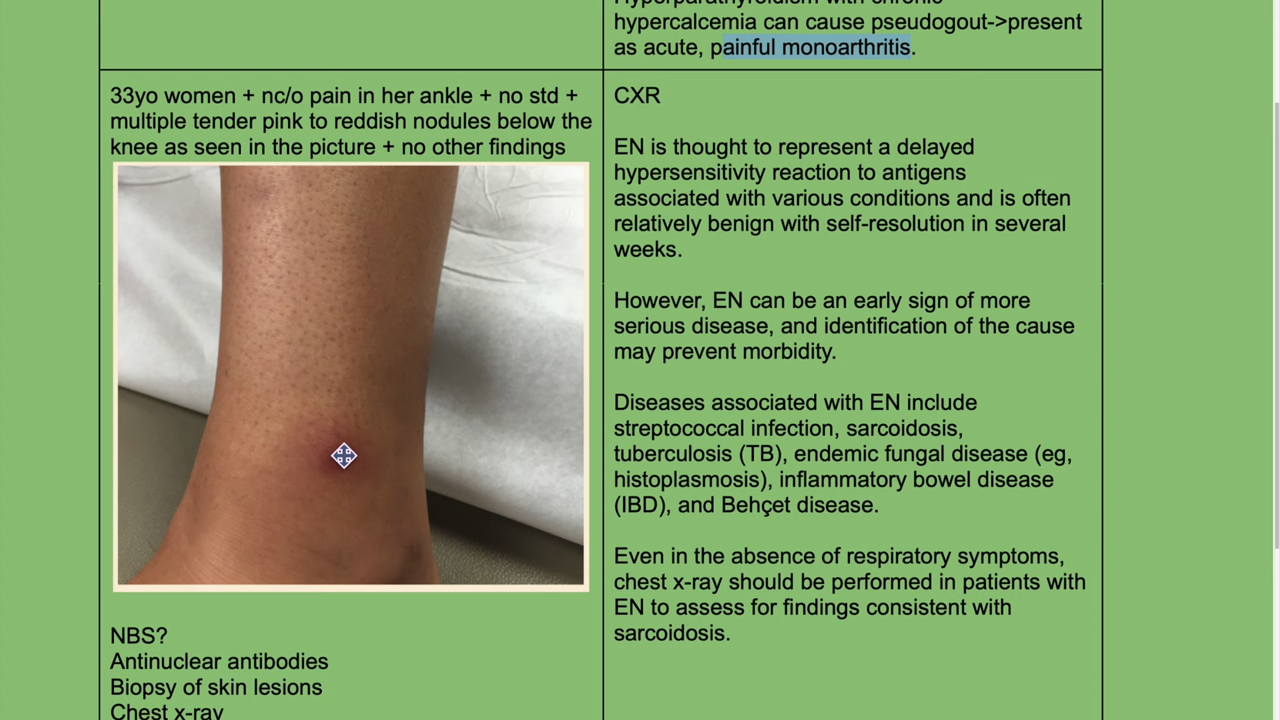 hypercalcemia can cause pseudogout->present
as acute, painful monoarthritis.
33yo women + nc/o pain in her ankle + no std +
multiple tender pink to reddish nodules below the
knee as seen in the picture + no other findings
NBS?
Antinuclear antibodies
Biopsy of skin lesions
Chest x-ray
CXR
EN is thought to represent a delayed
hypersensitivity reaction to antigens
associated with various conditions and is often
relatively benign with self-resolution in several
weeks.
However, EN can be an early sign of more
serious disease, and identification of the cause
may prevent morbidity.
Diseases associated with EN include
streptococcal infection, sarcoidosis,
tuberculosis (TB), endemic fungal disease (eg,
histoplasmosis), inflammatory bowel disease
(IBD), and Behçet disease.
Even in the absence of respiratory symptoms,
chest x-ray should be performed in patients with
EN to assess for findings consistent with
sarcoidosis.